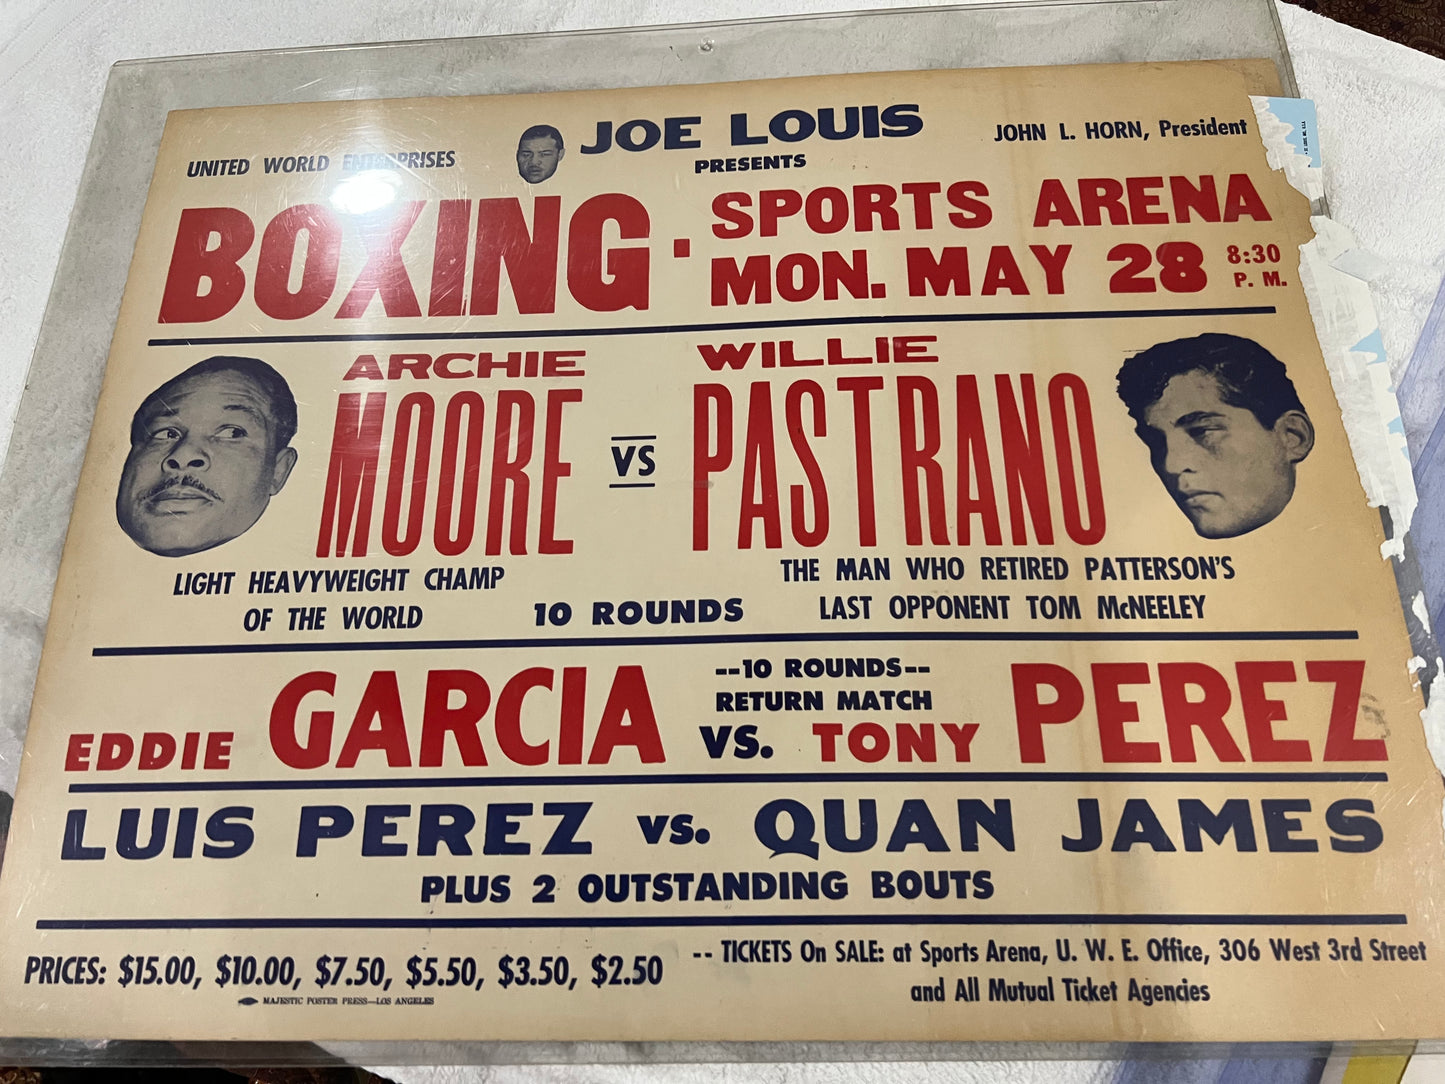 UNITED WORLD ENTERPRISES
JOE LOUIS
PRESENTS
JOHN L. HORN, President
BOXING · SPORTS ARENA
MON. MAY 28 8:30
P. M.
ARCHIE
MOORE
VS
WILLIE
PASTRANO
LIGHT HEAVYWEIGHT CHAMP
OF THE WORLD
10 ROUNDS
THE MAN WHO RETIRED PATTERSON'S
LAST OPPONENT TOM McNEELEY
--10 ROUNDS--
RETURN MATCH
EDDIE GARCIA VS. TONY PEREZ
LUIS PEREZ vs. QUAN JAMES
PLUS 2 OUTSTANDING BOUTS
PRICES: $15.00, $10.00, $7.50, $5.50, $3.50, $2.50
-- TICKETS On SALE: at Sports Arena, U. W. E. Office, 306 West 3rd Street
and All Mutual Ticket Agencies
MAJESTIC POSTER PRESS—LOS ANGELES